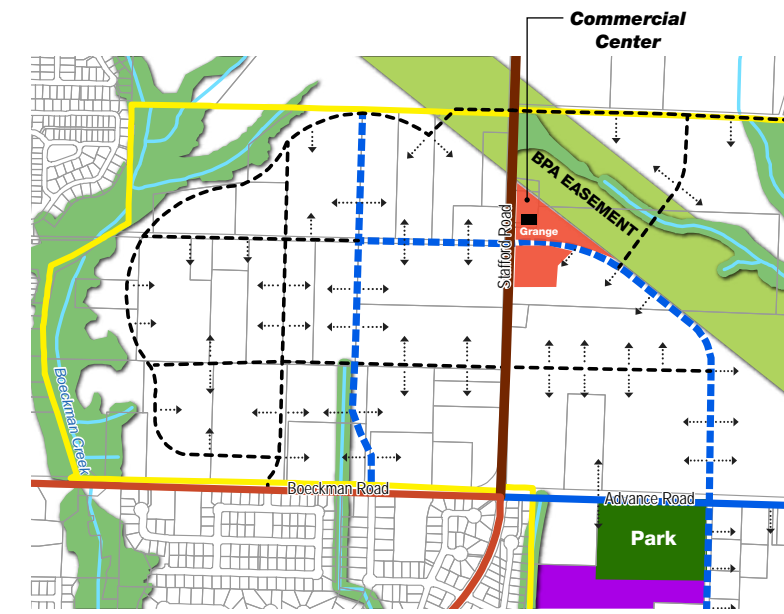 Commercial
Center
BPA EASEMENT
Grange
Stafford Road
Boeckman Creek
Boeckman Road
Advance Road
Park